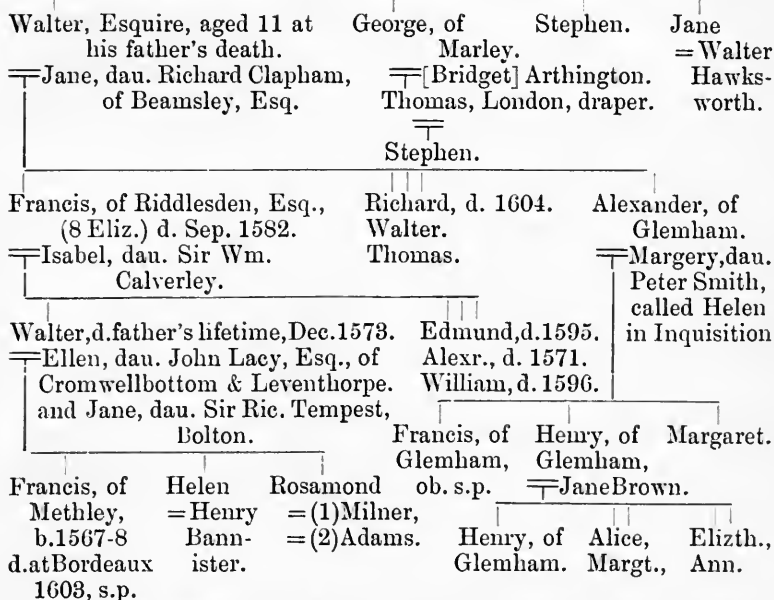 Walter, Esquire, aged 11 at his father's death.
╤Jane, dau. Richard Clapham, of Beamsley, Esq.
George, of Marley.
╤[Bridget] Arthington.
Thomas, London, draper.
╤
Stephen.
Stephen.
Jane
= Walter Hawks-
worth.
Francis, of Riddlesden, Esq.,
(8 Eliz.) d. Sep. 1582.
╤Isabel, dau. Sir Wm.
Calverley.
Richard, d. 1604.
Walter.
Thomas.
Alexander, of
Glemham.
╤Margery, dau.
Peter Smith,
called Helen
in Inquisition
Walter, d. father's lifetime, Dec. 1573.
╤Ellen, dau. John Lacy, Esq., of
Cromwellbottom & Leventhorpe.
and Jane, dau. Sir Ric. Tempest,
Bolton.
Edmund, d. 1595.
Alexr., d. 1571.
William, d. 1596.
Francis, of
Glemham,
ob. s.p.
Henry, of
Glemham,
╤Jane Brown.
Margaret.
Francis, of
Methley,
b. 1567-8
d. at Bordeaux
1603, s.p.
Helen
= Henry
Bann-
ister.
Rosamond
= (1) Milner,
= (2) Adams.
Henry, of
Glemham.
Alice,
Margt.,
Elizth.,
Ann.